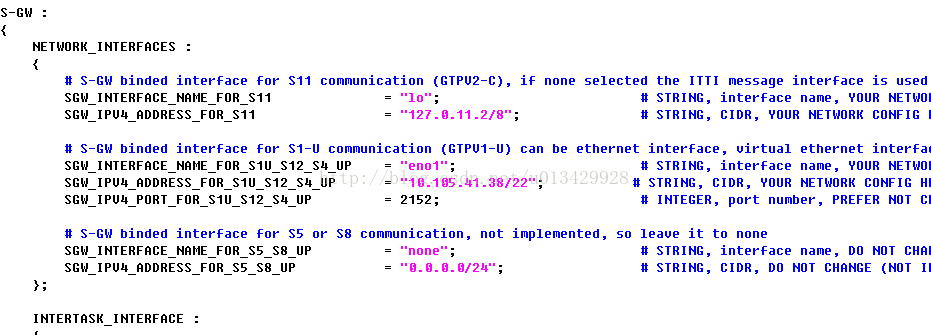 S-GW :
{
    NETWORK_INTERFACES :
    {
        # S-GW binded interface for S11 communication (GTPV2-C), if none selected the ITTI message interface is used
        SGW_INTERFACE_NAME_FOR_S11              = "lo";                         # STRING, interface name, YOUR NETWO
        SGW_IPV4_ADDRESS_FOR_S11                = "127.0.11.2/8";               # STRING, CIDR, YOUR NETWORK CONFIG

        # S-GW binded interface for S1-U communication (GTPV1-U) can be ethernet interface, virtual ethernet interfac
        SGW_INTERFACE_NAME_FOR_S1U_S12_S4_UP    = "eno1";                       # STRING, interface name, YOUR NETWO
        SGW_IPV4_ADDRESS_FOR_S1U_S12_S4_UP      = "10.105.41.38/22";           # STRING, CIDR, YOUR NETWORK CONFIG
        SGW_IPV4_PORT_FOR_S1U_S12_S4_UP         = 2152;                         # INTEGER, port number, PREFER NOT C

        # S-GW binded interface for S5 or S8 communication, not implemented, so leave it to none
        SGW_INTERFACE_NAME_FOR_S5_S8_UP         = "none";                       # STRING, interface name, DO NOT CHA
        SGW_IPV4_ADDRESS_FOR_S5_S8_UP           = "0.0.0.0/24";                 # STRING, CIDR, DO NOT CHANGE (NOT I
    };

    INTERTASK_INTERFACE :
    {